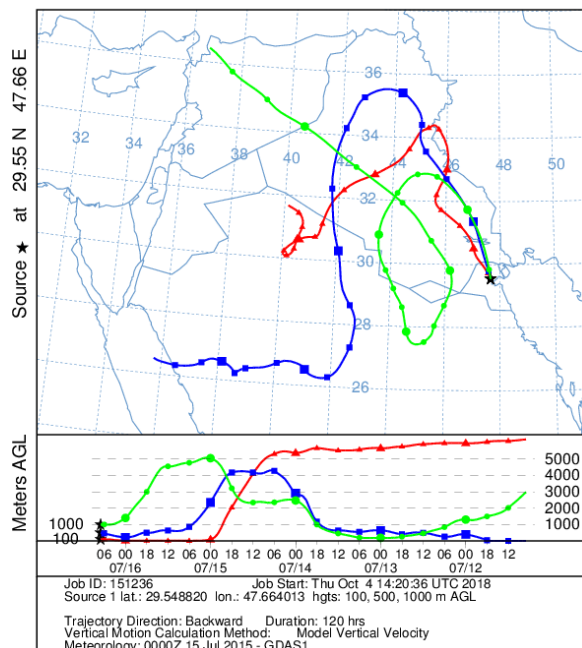 Source ★ at 29.55 N 47.66 E
36
34
32
30
28
26
32
34
36
38
40
42
44
46
48
50
Meters AGL
5000
4000
3000
2000
1000
1000
100
06 00 18 12 06 00 18 12 06 00 18 12 06 00 18 12 06 00 18 12
07/16 07/15 07/14 07/13 07/12
Job ID: 151236 Job Start: Thu Oct 4 14:20:36 UTC 2018
Source 1 lat.: 29.548820 lon.: 47.664013 hgts: 100, 500, 1000 m AGL
Trajectory Direction: Backward Duration: 120 hrs
Vertical Motion Calculation Method: Model Vertical Velocity
Meteorology: 0000Z 15 Jul 2015 - GDAS1